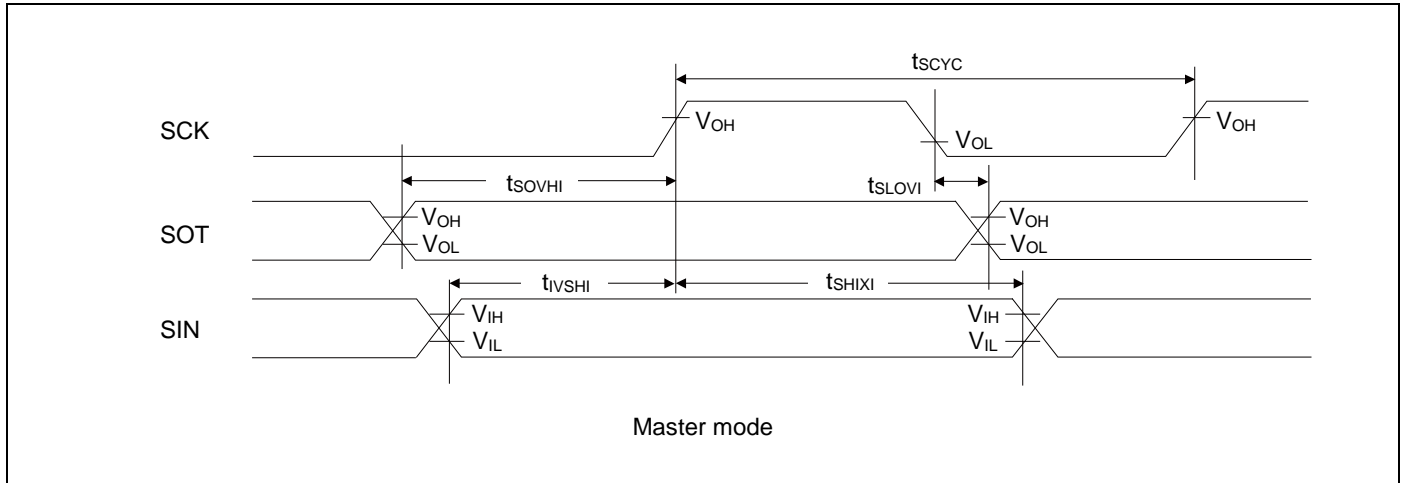 tSCYC
SCK
VOH
VOL
VOH
tSOVHI
tSLOVI
SOT
VOH
VOL
VOH
VOL
tIVSHI
tSHIXI
SIN
VIH
VIL
VIH
VIL
Master mode